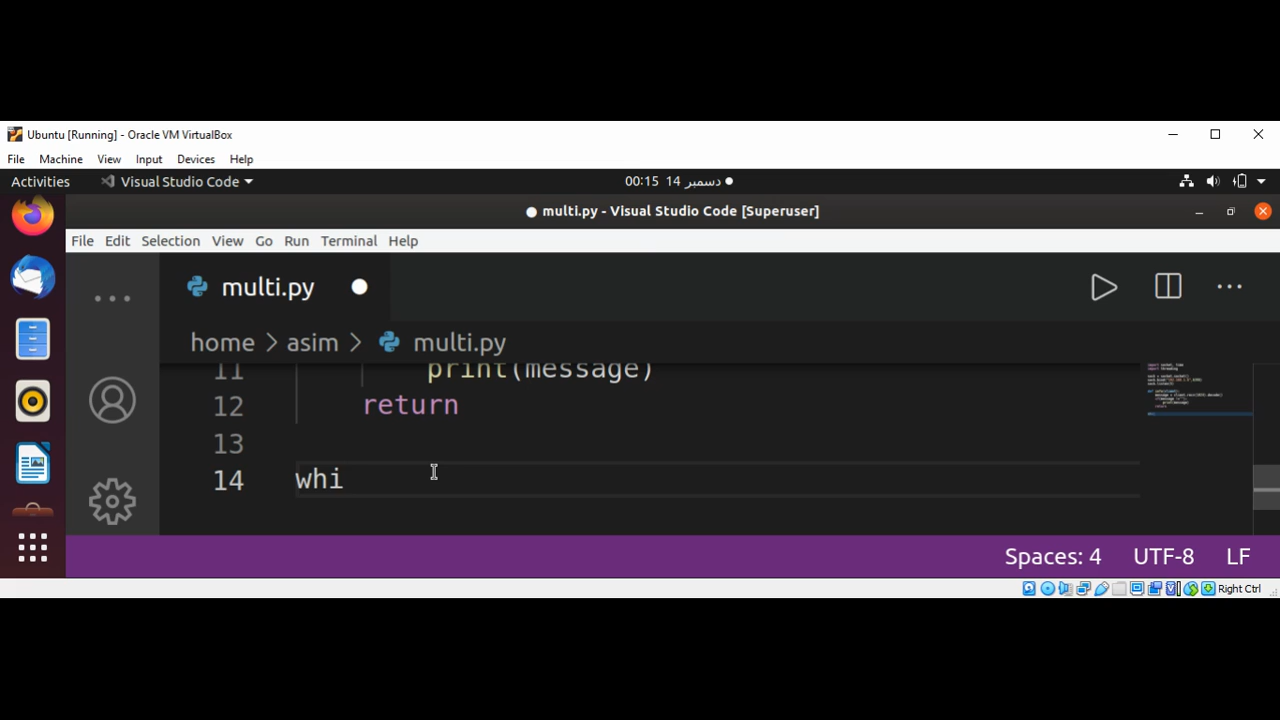 Ubuntu [Running] - Oracle VM VirtualBox
File Machine View Input Devices Help
Activities Visual Studio Code 00:15 14 دسمبر
multi.py - Visual Studio Code [Superuser]
File Edit Selection View Go Run Terminal Help
multi.py
home > asim > multi.py
11 print(message)
12 return
13
14 whi
Spaces: 4 UTF-8 LF
Right Ctrl